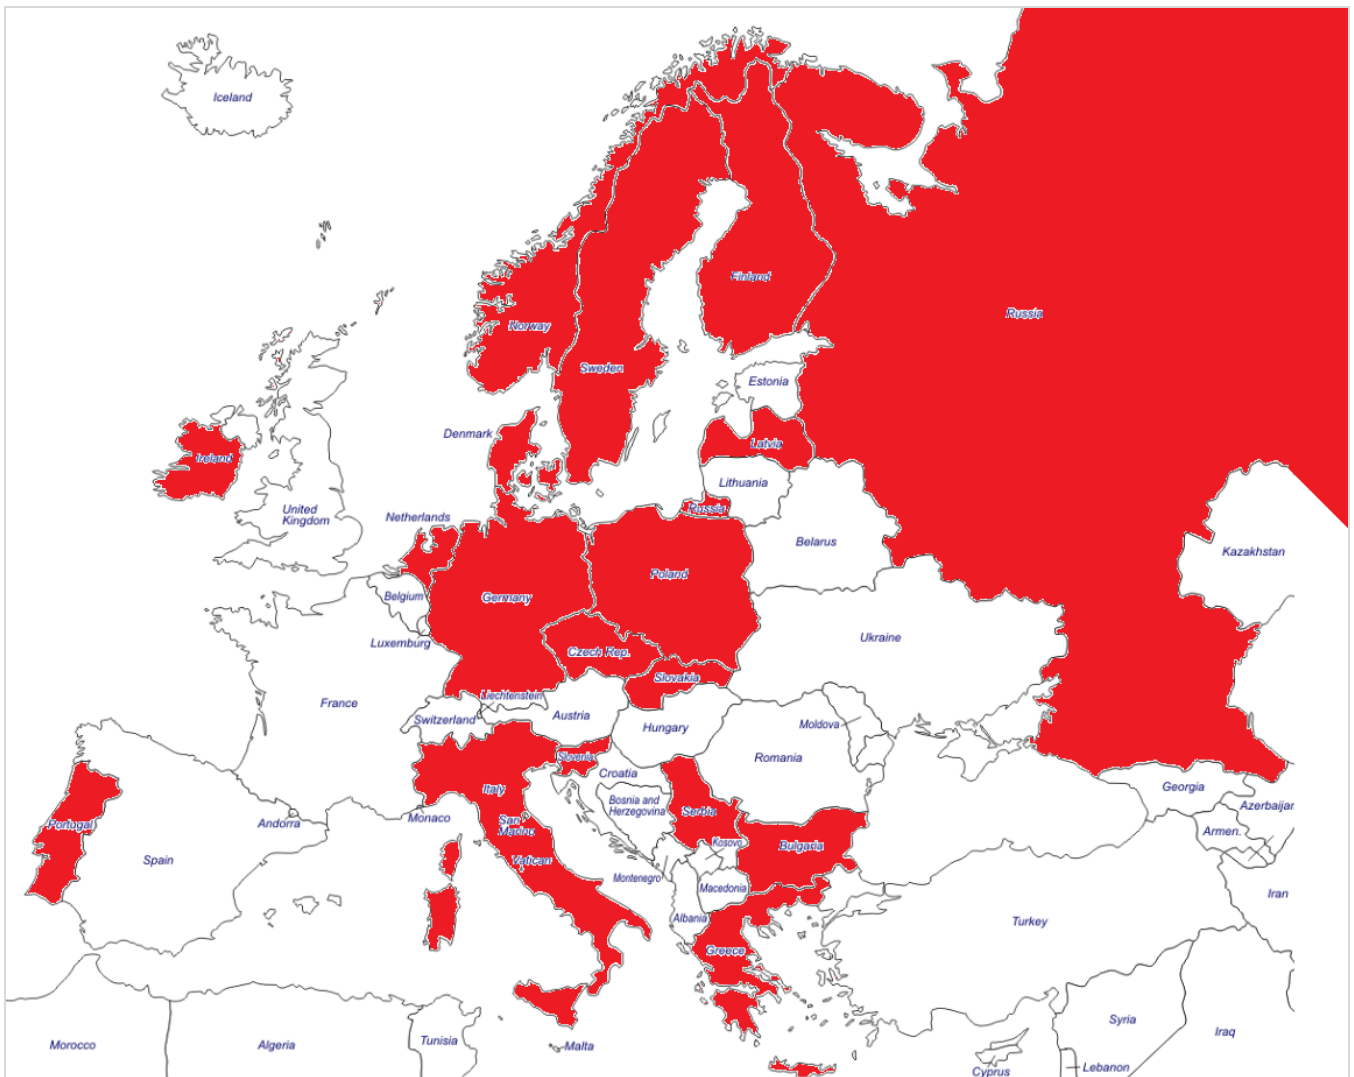 Iceland
Finland
Russia
Norway
Sweden
Estonia
Denmark
Latvia
Ireland
Lithuania
United
Kingdom
Russia
Netherlands
Belarus
Kazakhstan
Poland
Belgium
Germany
Ukraine
Luxemburg
Czech Rep.
Slovakia
Liechtenstein
France
Switzerland
Austria
Hungary
Moldova
Romania
Slovenia
Croatia
Georgia
Italy
Bosnia and
Herzegovina
Azerbaijan
Serbia
Monaco
Andorra
Portugal
San
Marino
Armen.
Kosovo
Bulgaria
Spain
Vatican
Montenegro
Macedonia
Iran
Albania
Turkey
Greece
Syria
Iraq
Morocco
Algeria
Tunisia
Malta
Lebanon
Cyprus